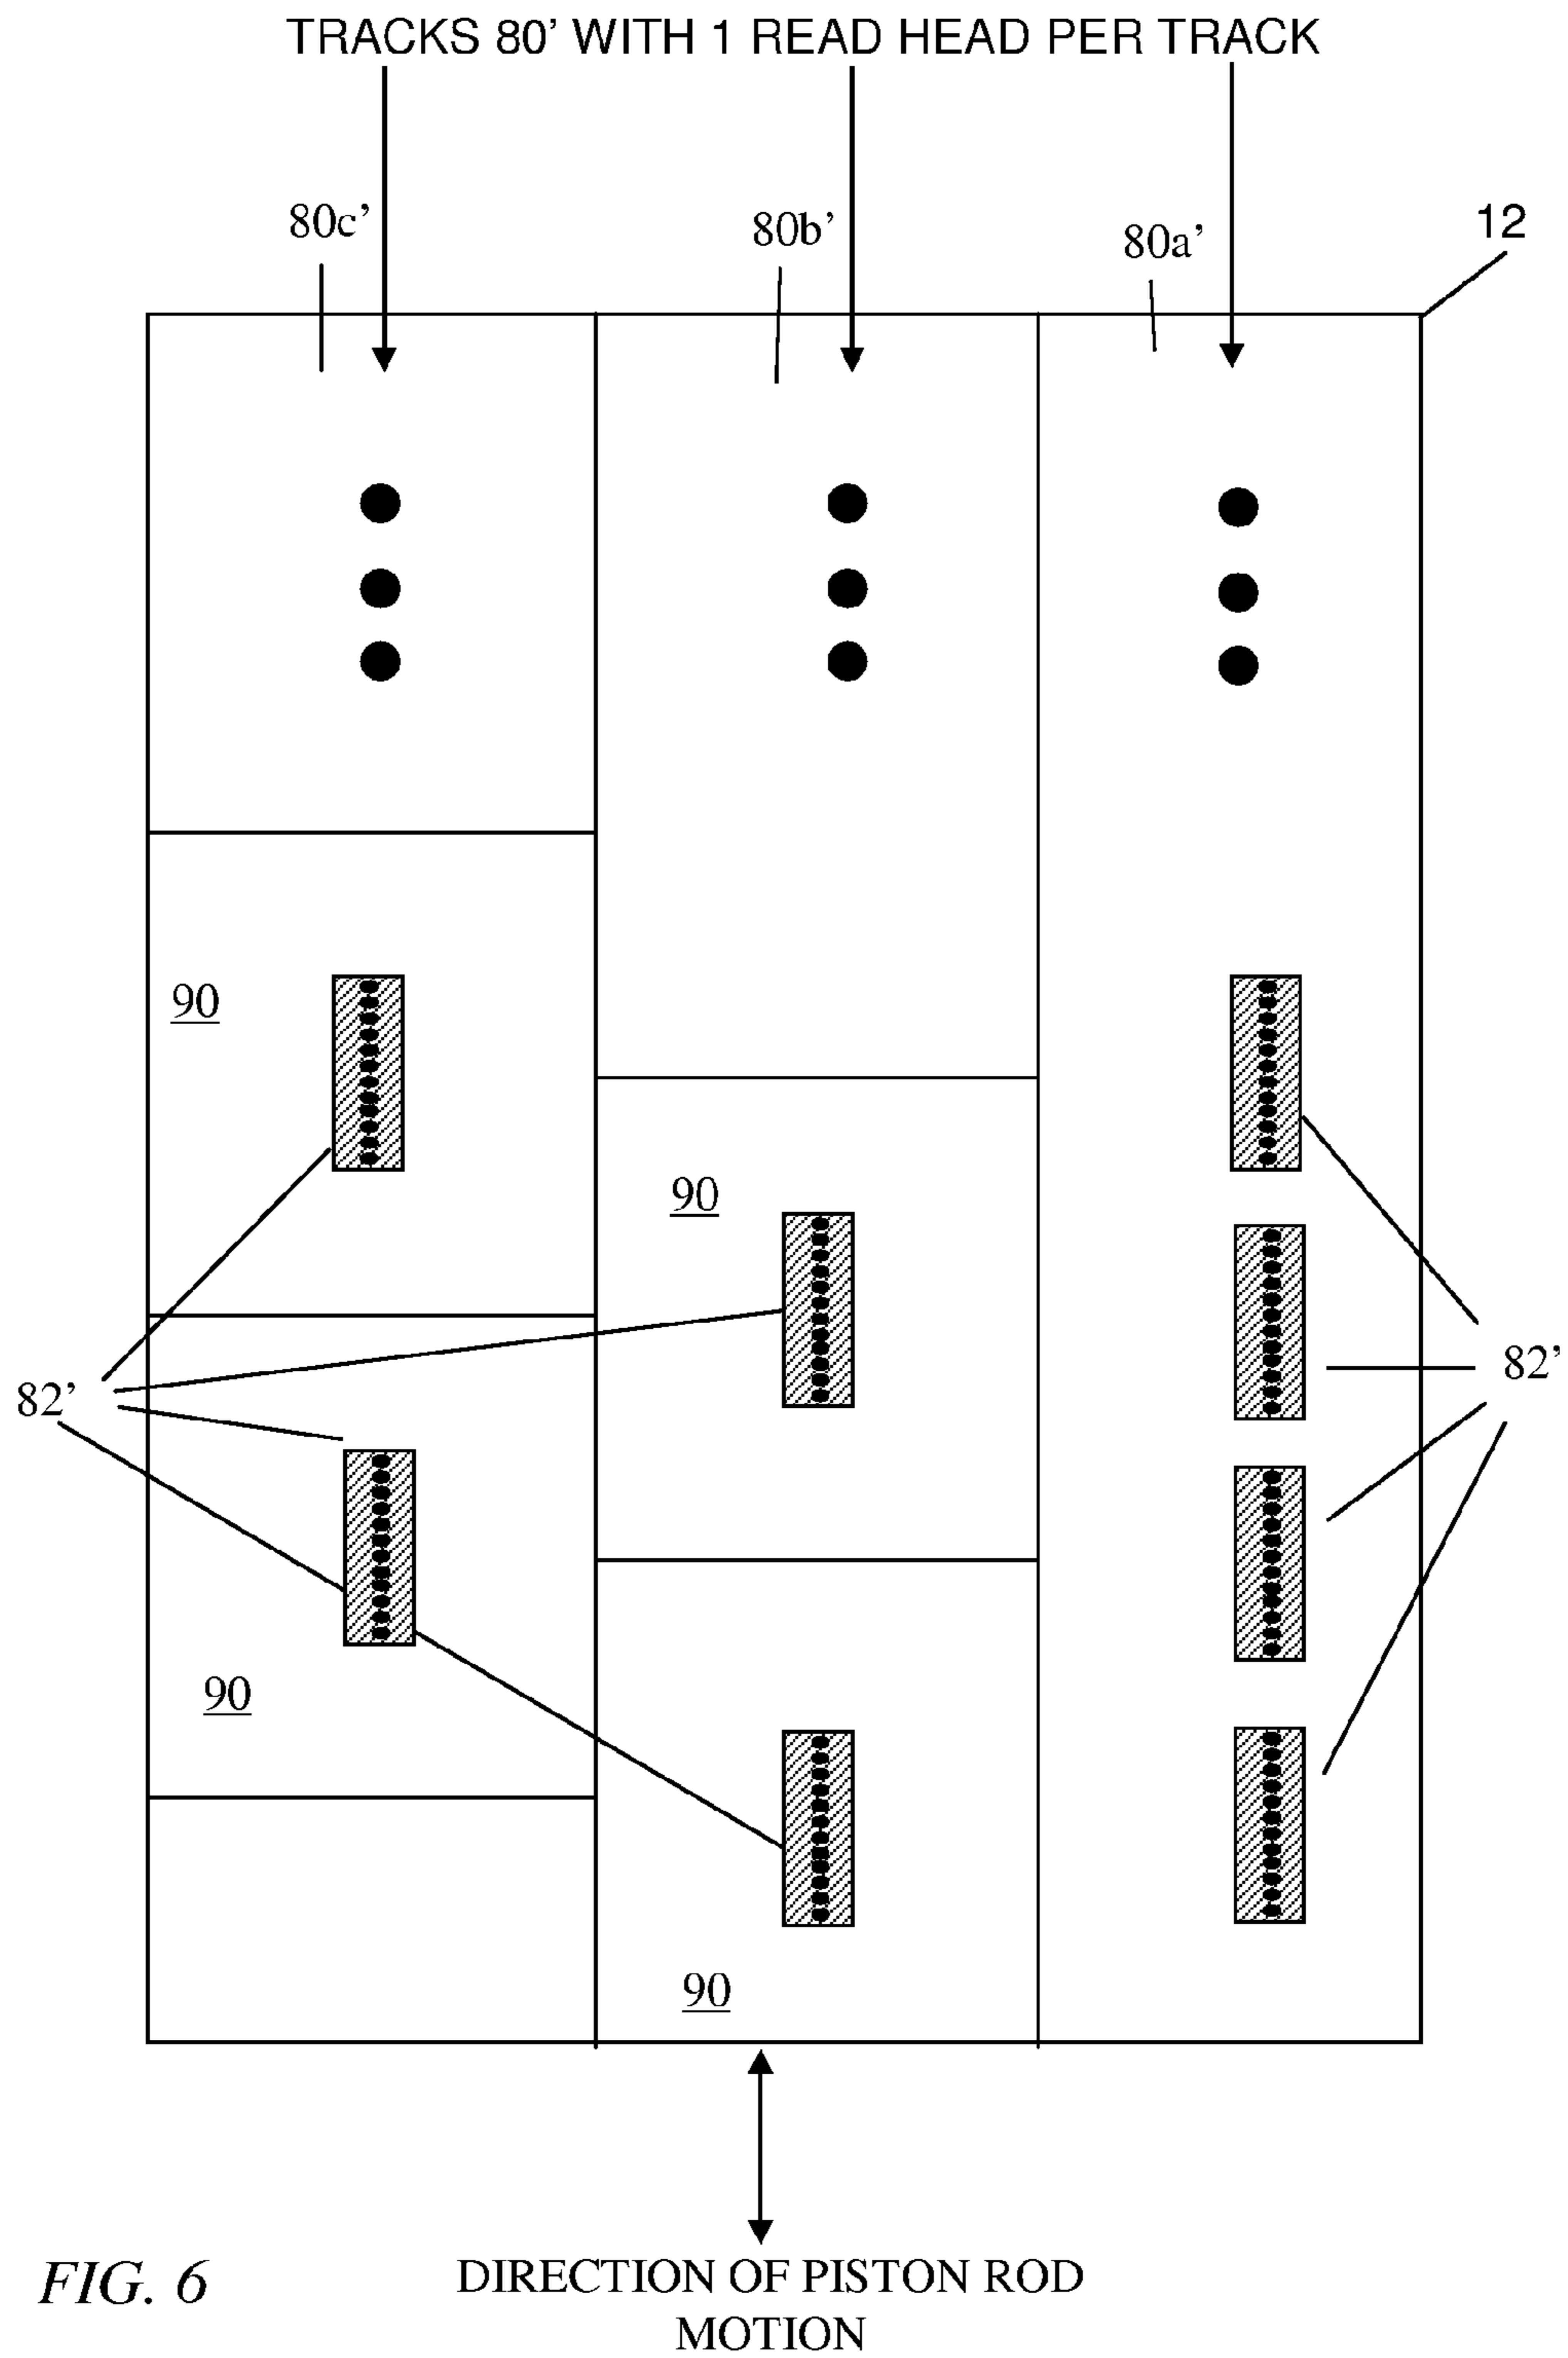 TRACKS 80’ WITH 1 READ HEAD PER TRACK
80c’
80b’
80a’
12
90
90
82’
82’
90
90
FIG. 6
DIRECTION OF PISTON ROD
MOTION